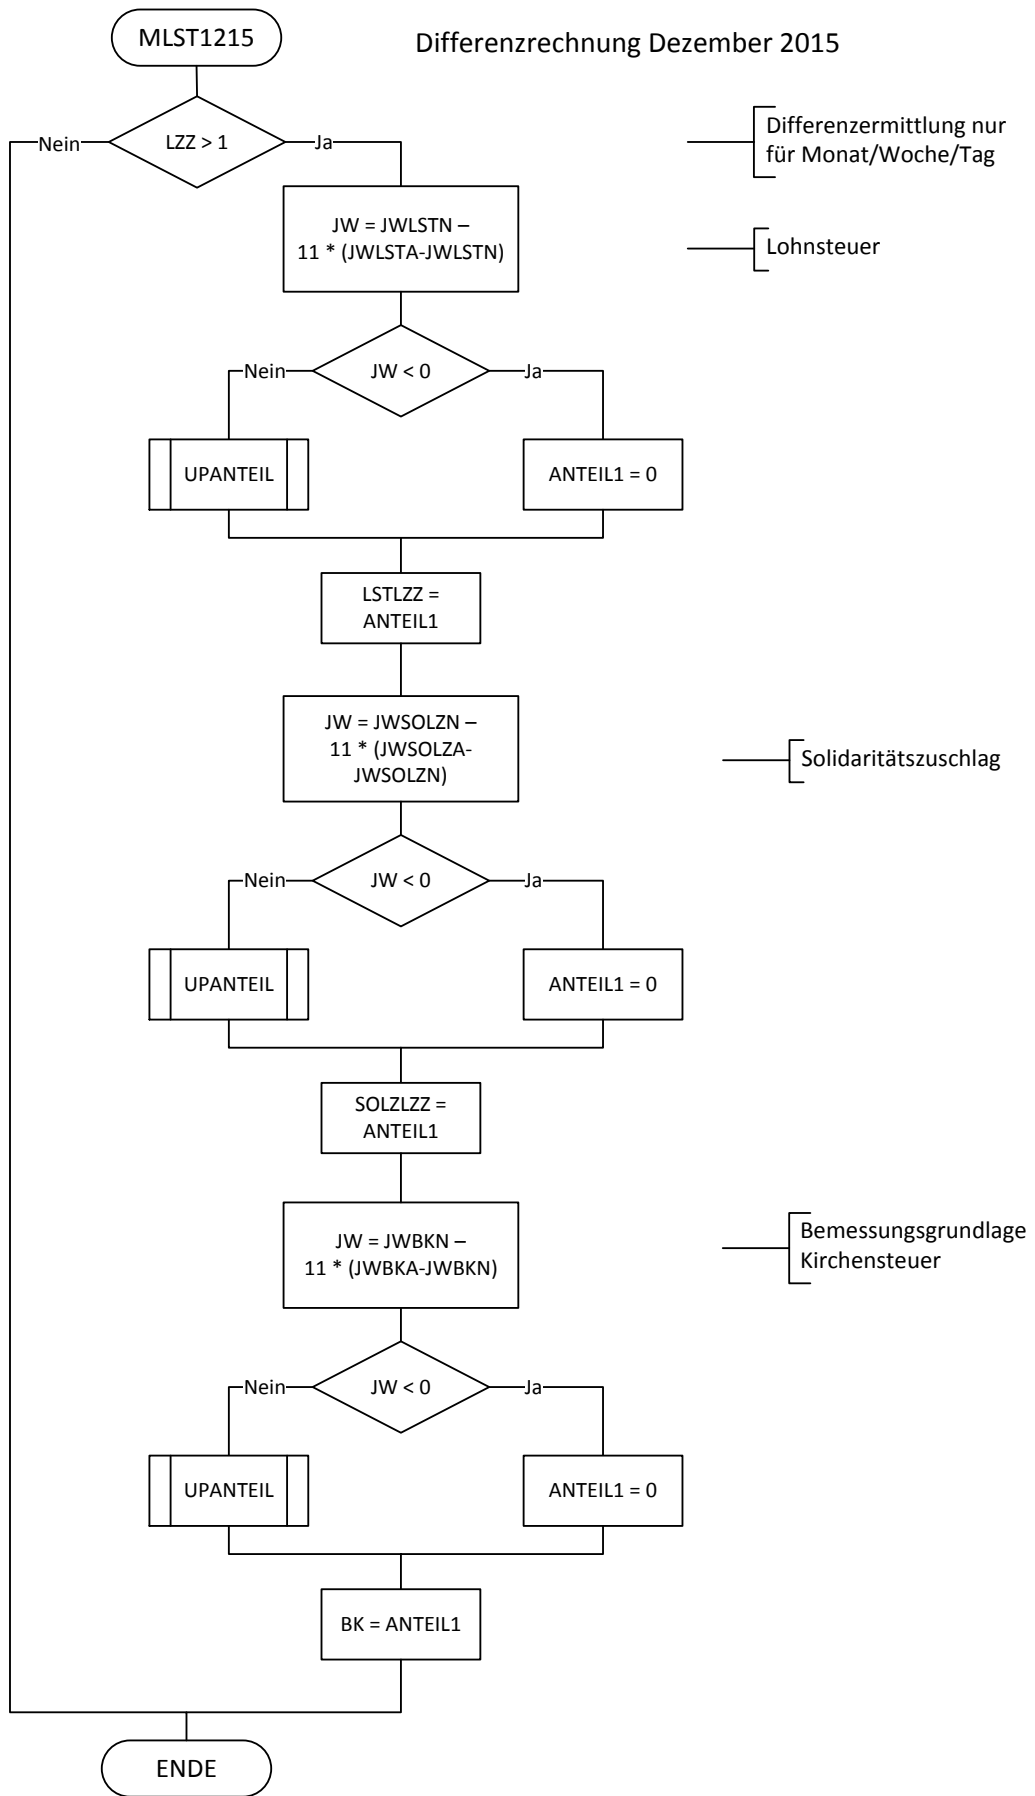 MLST1215
Differenzrechnung Dezember 2015
Nein
LZZ > 1
Ja
Differenzermittlung nur
für Monat/Woche/Tag
JW = JWLSTN –
11 * (JWLSTA-JWLSTN)
Lohnsteuer
Nein
JW < 0
Ja
UPANTEIL
ANTEIL1 = 0
LSTLZZ =
ANTEIL1
JW = JWSOLZN –
11 * (JWSOLZA-
JWSOLZN)
Solidaritätszuschlag
Nein
JW < 0
Ja
UPANTEIL
ANTEIL1 = 0
SOLZLZZ =
ANTEIL1
JW = JWBKN –
11 * (JWBKA-JWBKN)
Bemessungsgrundlage
Kirchensteuer
Nein
JW < 0
Ja
UPANTEIL
ANTEIL1 = 0
BK = ANTEIL1
ENDE